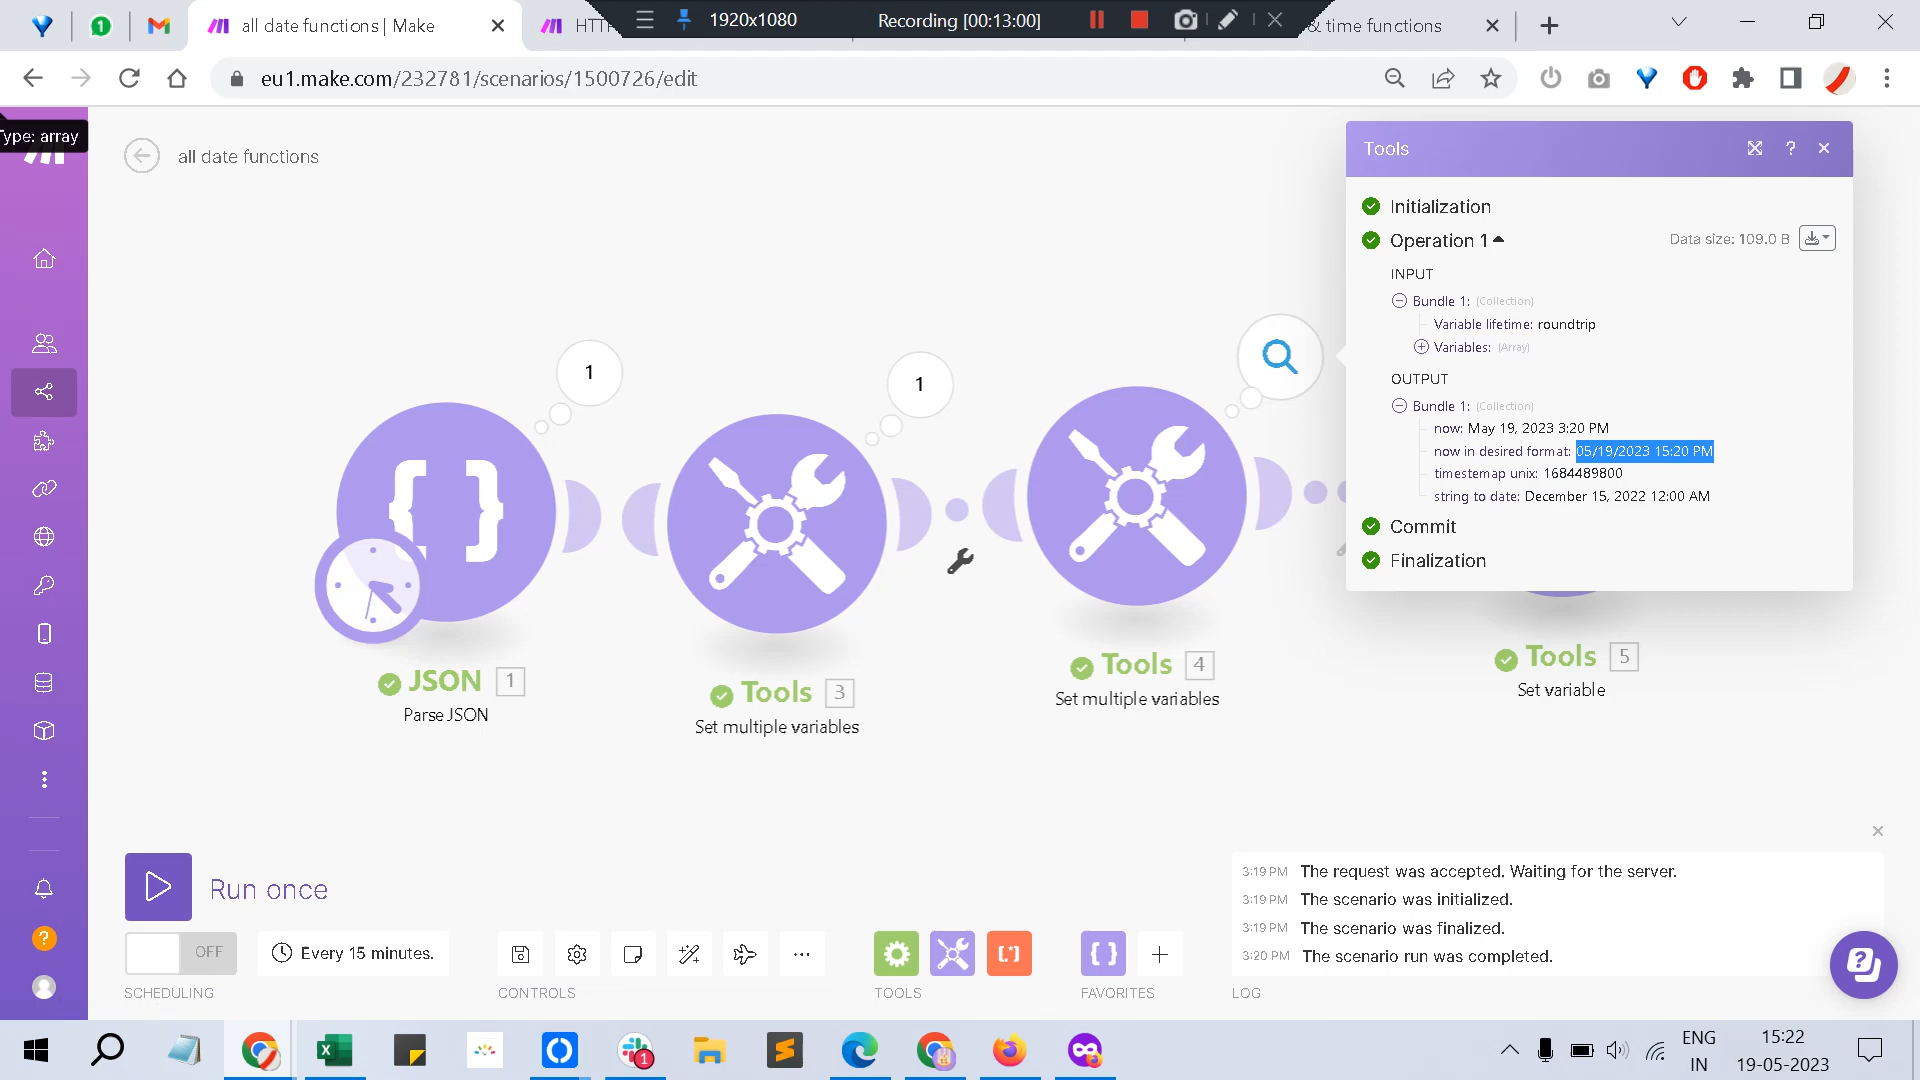 all date functions | Make
HTT
1920x1080
Recording [00:13:00]
& time functions
eu1.make.com/232781/scenarios/1500726/edit
Type: array
all date functions
Tools
?
Initialization
Operation 1
Data size: 109.0 B
INPUT
Bundle 1: (Collection)
Variable lifetime: roundtrip
Variables: (Array)
OUTPUT
Bundle 1: (Collection)
now: May 19, 2023 3:20 PM
now in desired format: 05/19/2023 15:20 PM
timestemap unix: 1684489800
string to date: December 15, 2022 12:00 AM
Commit
Finalization
1
1
JSON 1
Parse JSON
Tools 3
Set multiple variables
Tools 4
Set multiple variables
Tools 5
Set variable
Run once
OFF
Every 15 minutes.
SCHEDULING
CONTROLS
TOOLS
FAVORITES
LOG
3:19 PM The request was accepted. Waiting for the server.
3:19 PM The scenario was initialized.
3:19 PM The scenario was finalized.
3:20 PM The scenario run was completed.
ENG
IN
15:22
19-05-2023